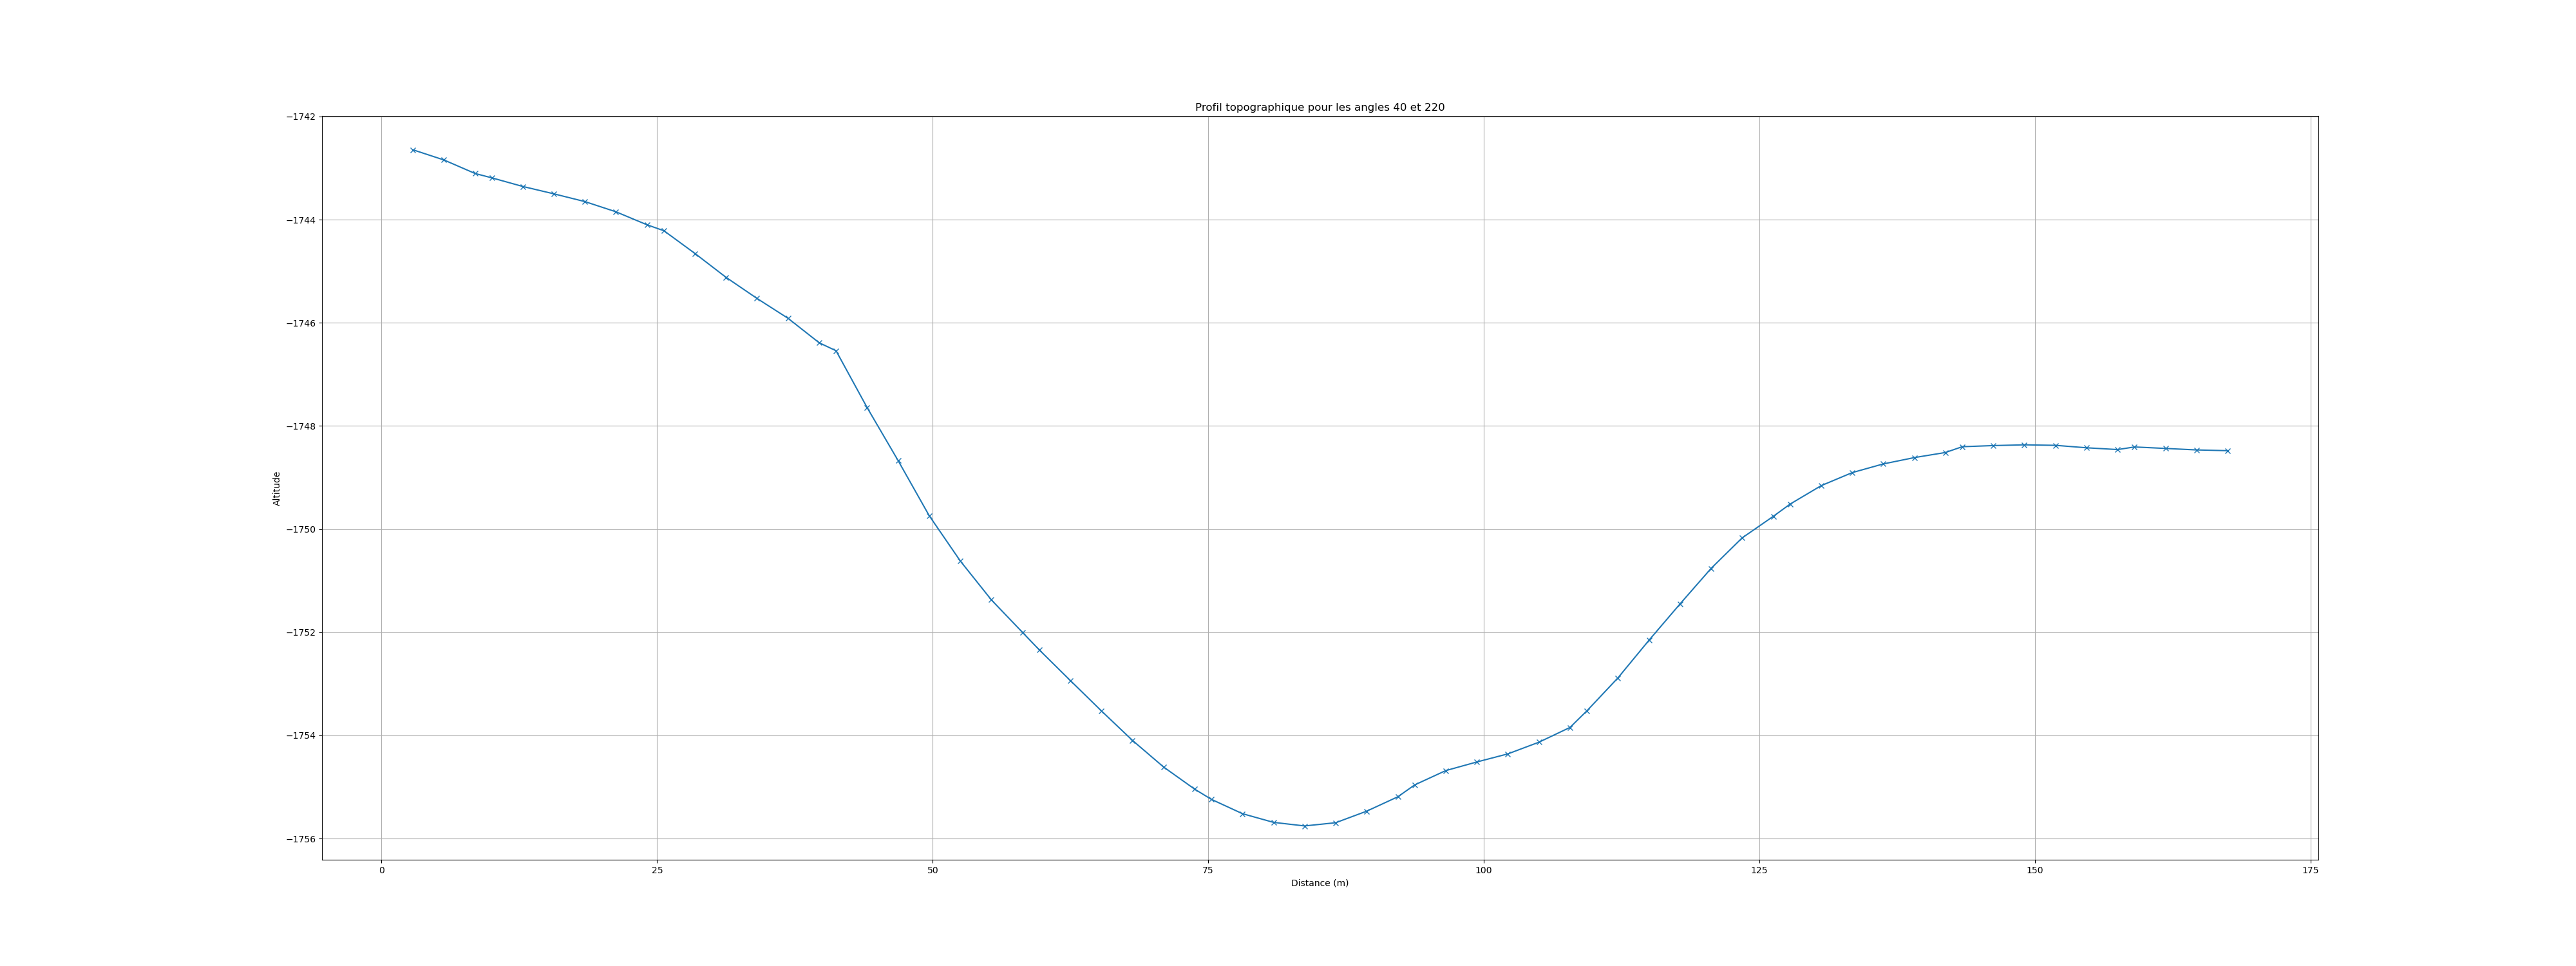 Profil topographique pour les angles 40 et 220
−1742
−1744
−1746
−1748
−1750
−1752
−1754
−1756
Altitude
0 25 50 75 100 125 150 175
Distance (m)